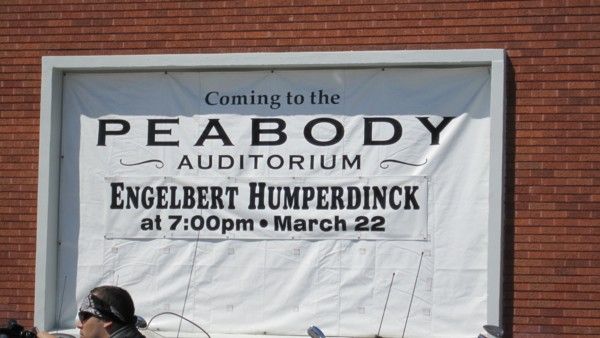 Coming to the
PEABODY
AUDITORIUM
ENGELBERT HUMPERDINCK
at 7:00pm • March 22